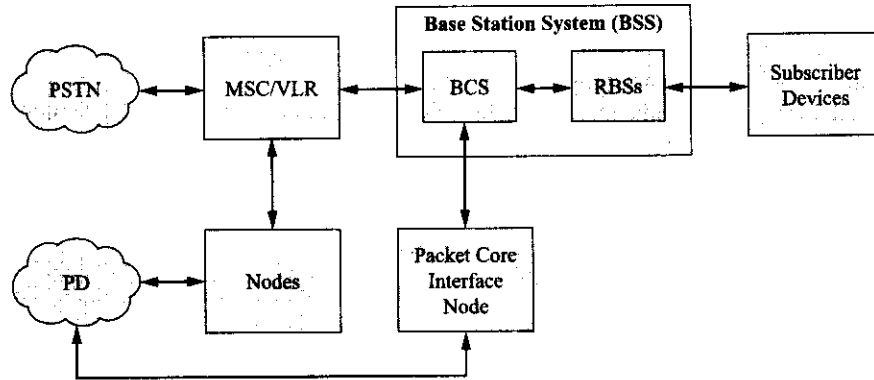 Base Station System (BSS)
PSTN
MSC/VLR
BCS
RBSs
Subscriber
Devices
PD
Nodes
Packet Core
Interface
Node